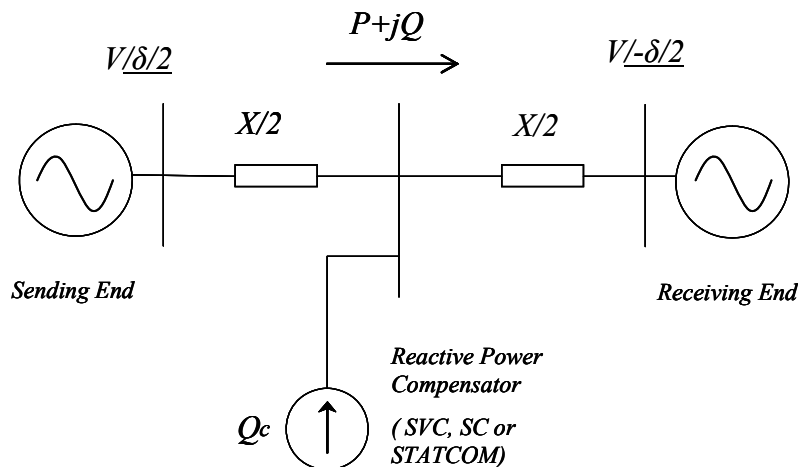 P+jQ
V/δ/2
V/-δ/2
X/2
X/2
Sending End
Receiving End
Reactive Power
Compensator
Qc
( SVC, SC or
STATCOM)